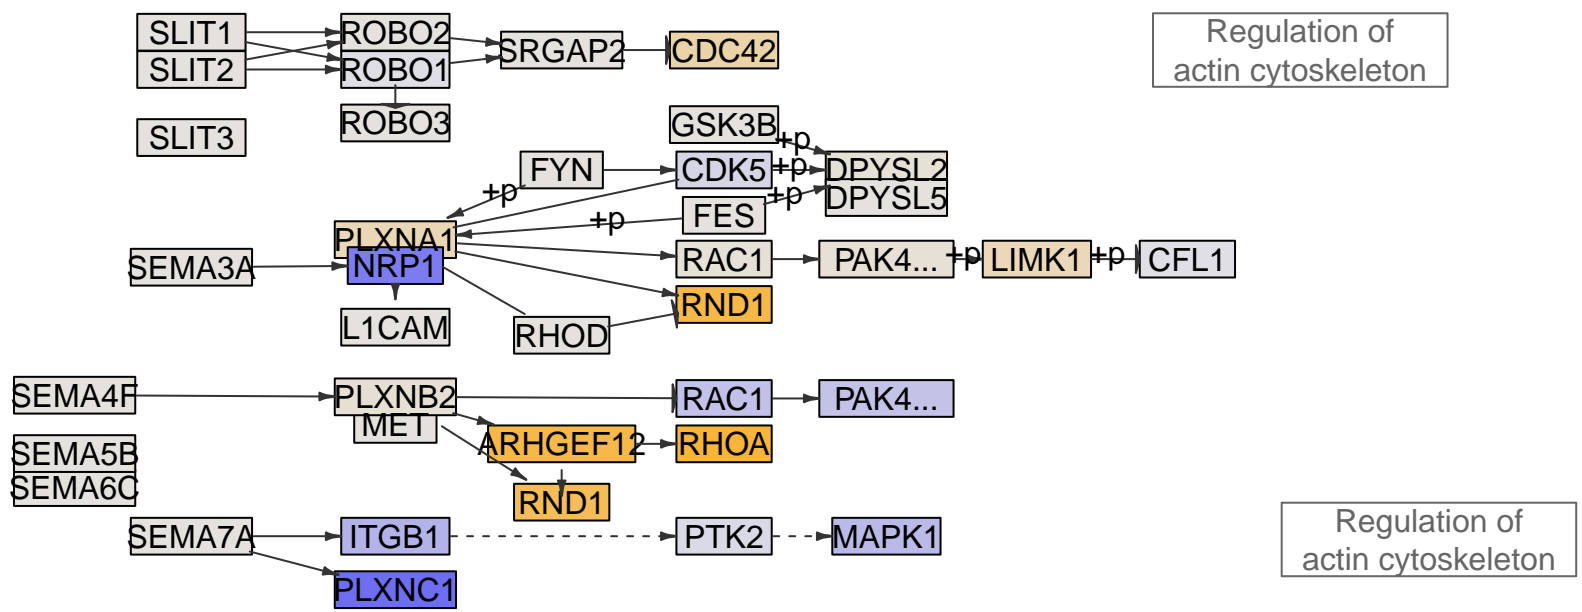 SLIT1
ROBO2
SRGAP2
CDC42
Regulation of
actin cytoskeleton
SLIT2
ROBO1
SLIT3
ROBO3
GSK3B
+p
FYN
CDK5
+p
DPYSL2
+p
FES
+p
DPYSL5
+p
PLXNA1
SEMA3A
NRP1
RAC1
PAK4...
+p
LIMK1
+p
CFL1
RND1
L1CAM
RHOD
SEMA4F
PLXNB2
RAC1
PAK4...
MET
ARHGEF12
RHOA
SEMA5B
SEMA6C
RND1
SEMA7A
ITGB1
PTK2
MAPK1
Regulation of
actin cytoskeleton
PLXNC1